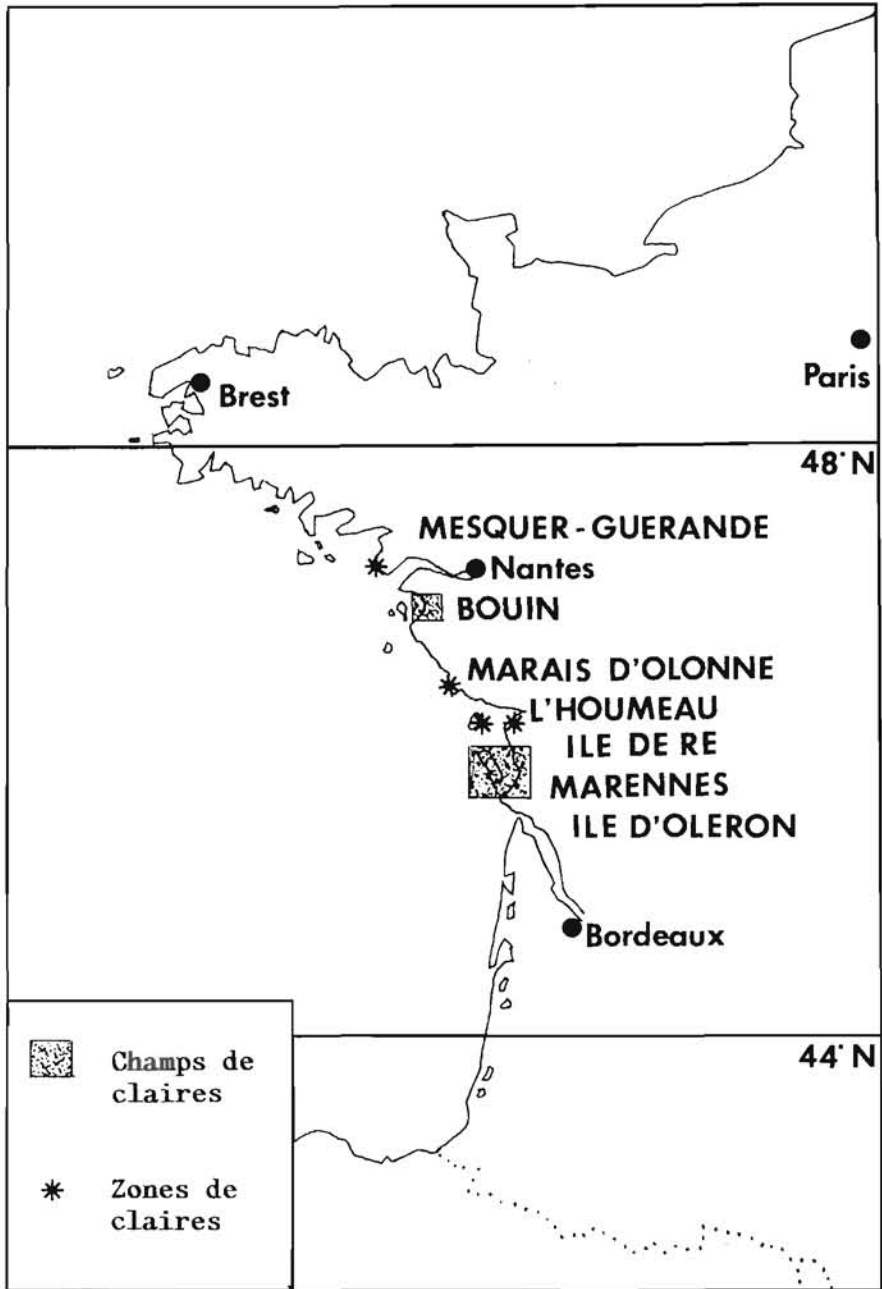 Paris
Brest
48° N
MESQUER - GUERANDE
Nantes
BOUIN
MARAIS D'OLONNE
L'HOUMEAU
ILE DE RE
MARENNES
ILE D'OLERON
Bordeaux
44° N
Champs de
claires
Zones de
claires